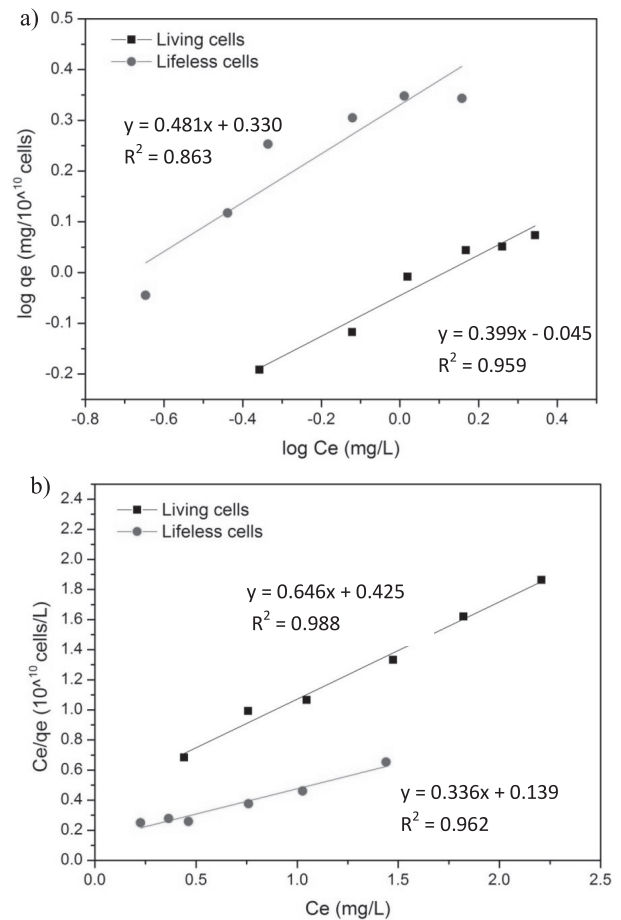 a)
0.5
0.4
0.3
0.2
0.1
0.0
-0.1
-0.2
log qe (mg/10^¹⁰ cells)
Living cells
Lifeless cells
y = 0.481x + 0.330
R² = 0.863
y = 0.399x - 0.045
R² = 0.959
-0.8 -0.6 -0.4 -0.2 0.0 0.2 0.4
log Ce (mg/L)
b)
2.4
2.2
2.0
1.8
1.6
1.4
1.2
1.0
0.8
0.6
0.4
0.2
0.0
Ce/qe (10^¹⁰ cells/L)
Living cells
Lifeless cells
y = 0.646x + 0.425
R² = 0.988
y = 0.336x + 0.139
R² = 0.962
0.0 0.5 1.0 1.5 2.0 2.5
Ce (mg/L)